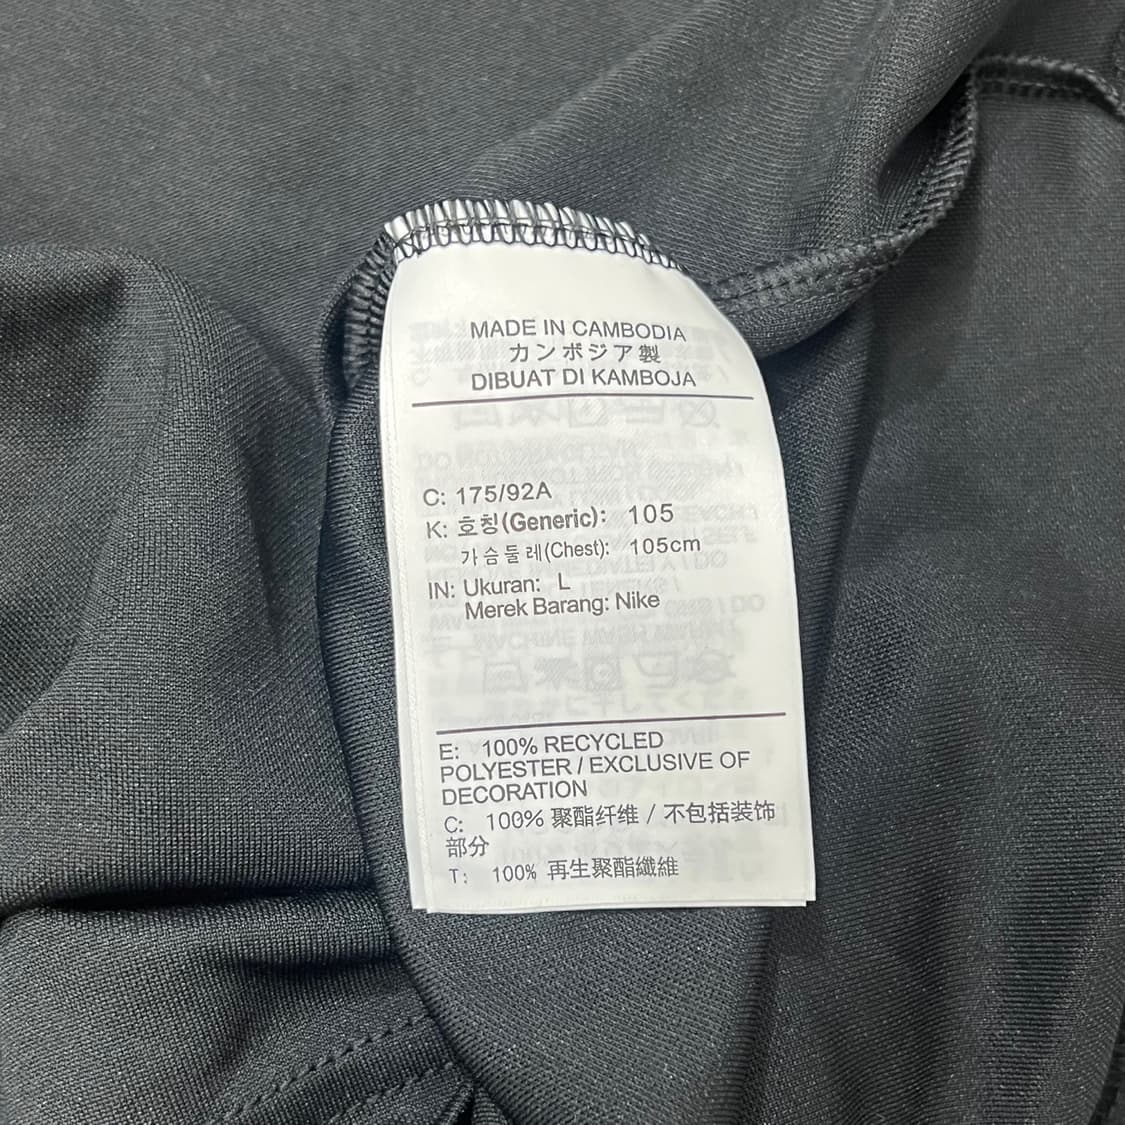 MADE IN CAMBODIA
カンボジア製
DIBUAT DI KAMBOJA
C: 175/92A
K: 호칭(Generic): 105
가슴둘레(Chest): 105cm
IN: Ukuran: L
Merek Barang: Nike
E: 100% RECYCLED
POLYESTER / EXCLUSIVE OF
DECORATION
C: 100% 聚酯纤维 / 不包括装饰
部分
T: 100% 再生聚酯纖維